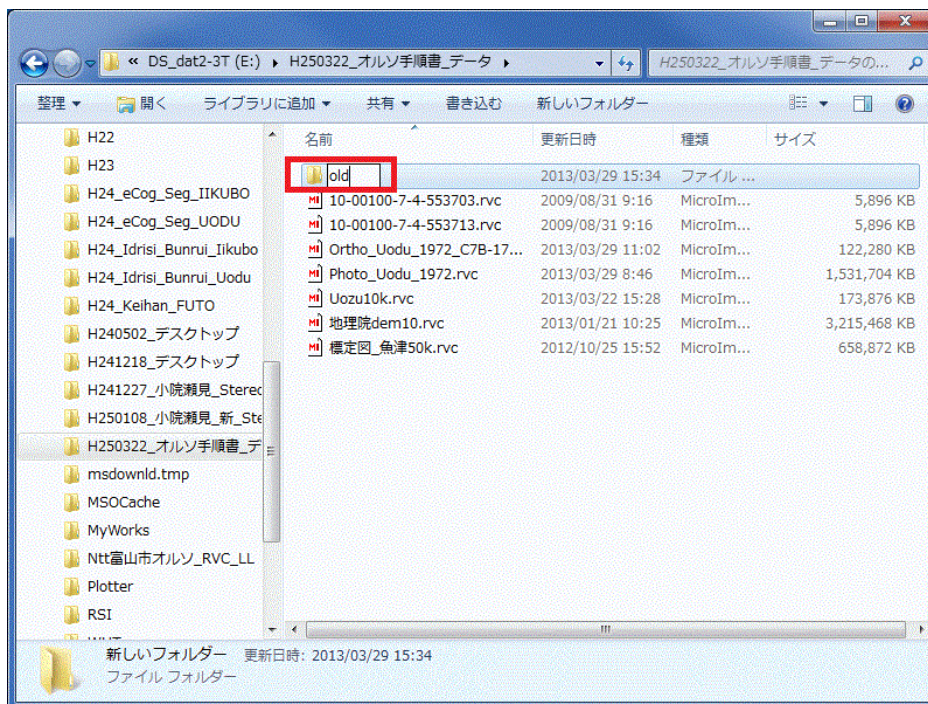 « DS_dat2-3T (E:) ▸ H250322_オルソ手順書_データ ▸
H250322_オルソ手順書_データの...
整理 ▼ 開く ライブラリに追加 ▼ 共有 ▼ 書き込む 新しいフォルダー
H22
H23
H24_eCog_Seg_IIKUBO
H24_eCog_Seg_UODU
H24_Idrisi_Bunrui_Iikubo
H24_Idrisi_Bunrui_Uodu
H24_Keihan_FUTO
H240502_デスクトップ
H241218_デスクトップ
H241227_小院瀬見_Stereo
H250108_小院瀬見_新_Ste
H250322_オルソ手順書_デ
msdownld.tmp
MSOCache
MyWorks
Ntt富山市オルソ_RVC_LL
Plotter
RSI
名前 更新日時 種類 サイズ
old 2013/03/29 15:34 ファイル ...
10-00100-7-4-553703.rvc 2009/08/31 9:16 MicroIm... 5,896 KB
10-00100-7-4-553713.rvc 2009/08/31 9:16 MicroIm... 5,896 KB
Ortho_Uodu_1972_C7B-17... 2013/03/29 11:02 MicroIm... 122,280 KB
Photo_Uodu_1972.rvc 2013/03/29 8:46 MicroIm... 1,531,704 KB
Uozu10k.rvc 2013/03/22 15:28 MicroIm... 173,876 KB
地理院dem10.rvc 2013/01/21 10:25 MicroIm... 3,215,468 KB
標定図_魚津50k.rvc 2012/10/25 15:52 MicroIm... 658,872 KB
新しいフォルダー 更新日時: 2013/03/29 15:34
ファイル フォルダー